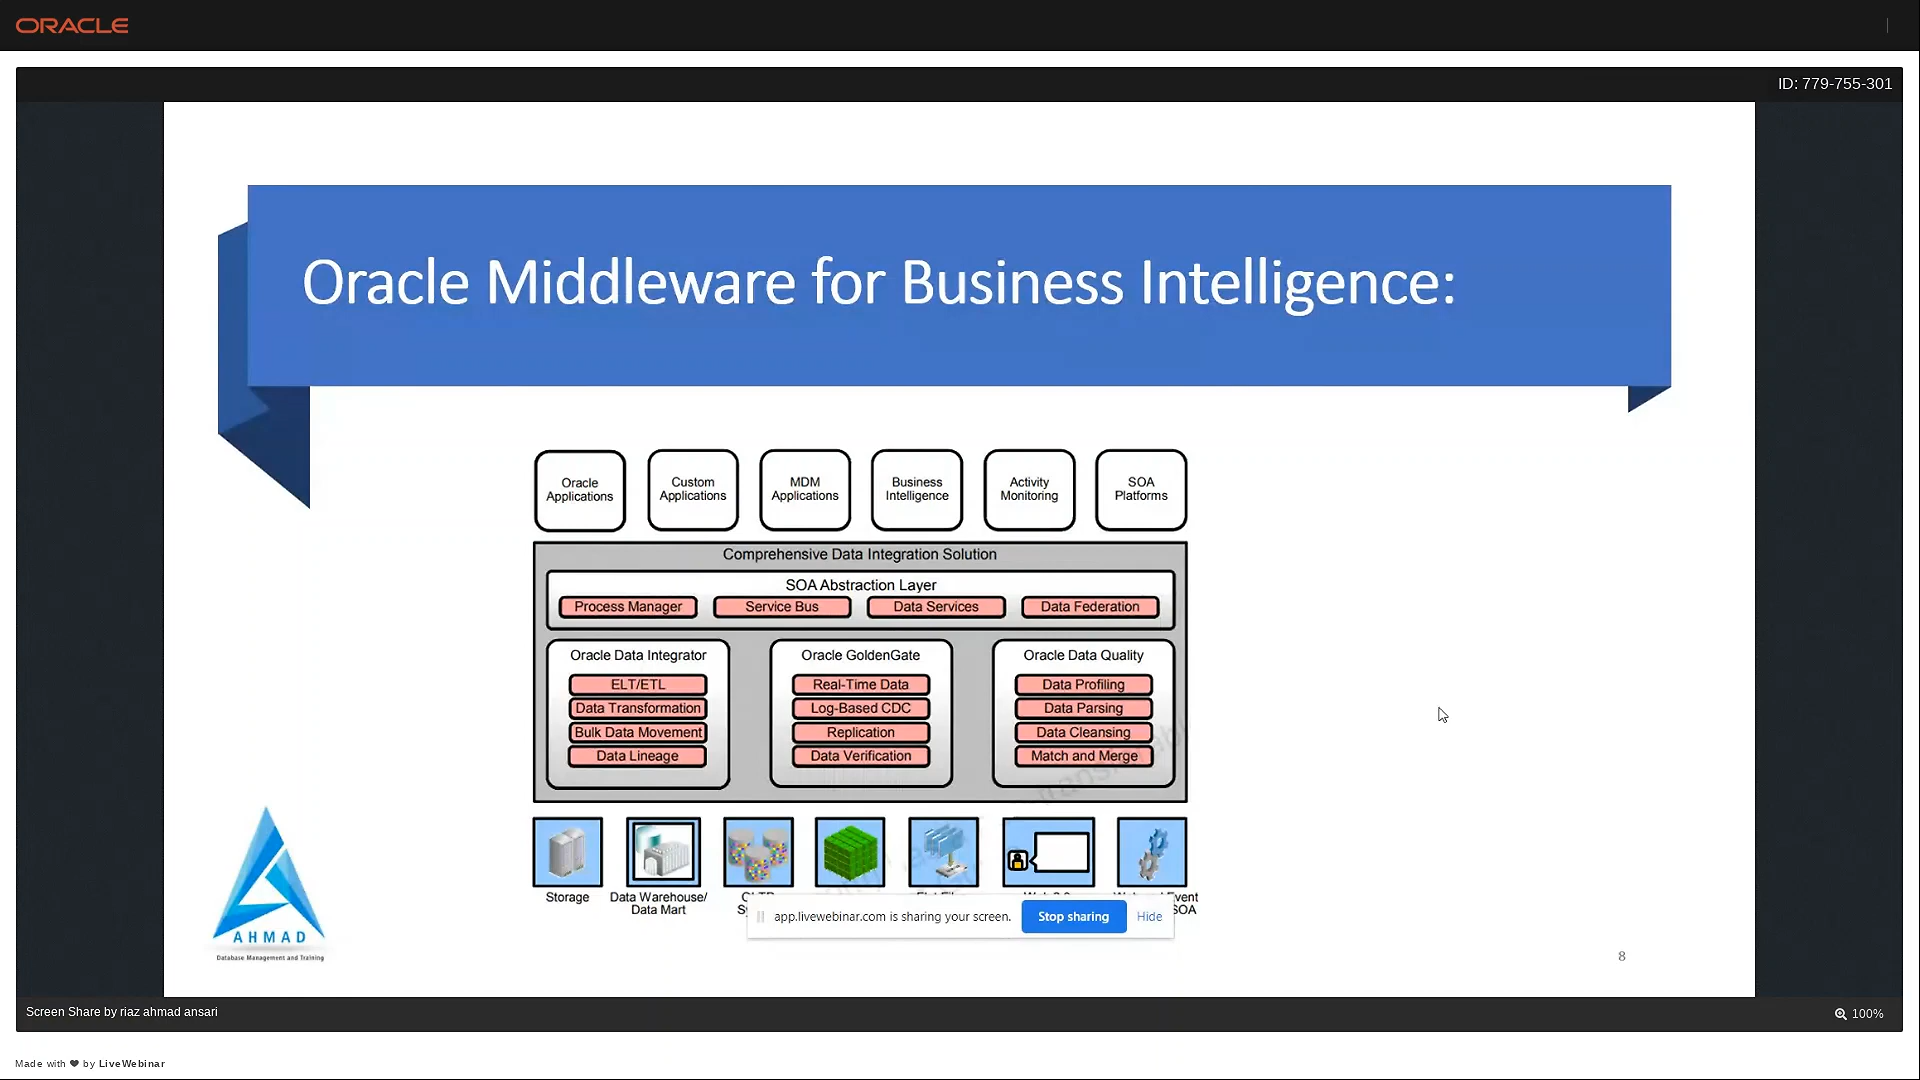 ORACLE
ID: 779-755-301
Oracle Middleware for Business Intelligence:
Oracle
Applications
Custom
Applications
MDM
Applications
Business
Intelligence
Activity
Monitoring
SOA
Platforms
Comprehensive Data Integration Solution
SOA Abstraction Layer
Process Manager
Service Bus
Data Services
Data Federation
Oracle Data Integrator
ELT/ETL
Data Transformation
Bulk Data Movement
Data Lineage
Oracle GoldenGate
Real-Time Data
Log-Based CDC
Replication
Data Verification
Oracle Data Quality
Data Profiling
Data Parsing
Data Cleansing
Match and Merge
Storage
Data Warehouse/
Data Mart
Event
SOA
app.livewebinar.com is sharing your screen.
Stop sharing
Hide
AHMAD
Database Management and Training
8
Screen Share by riaz ahmad ansari
100%
Made with ❤ by LiveWebinar